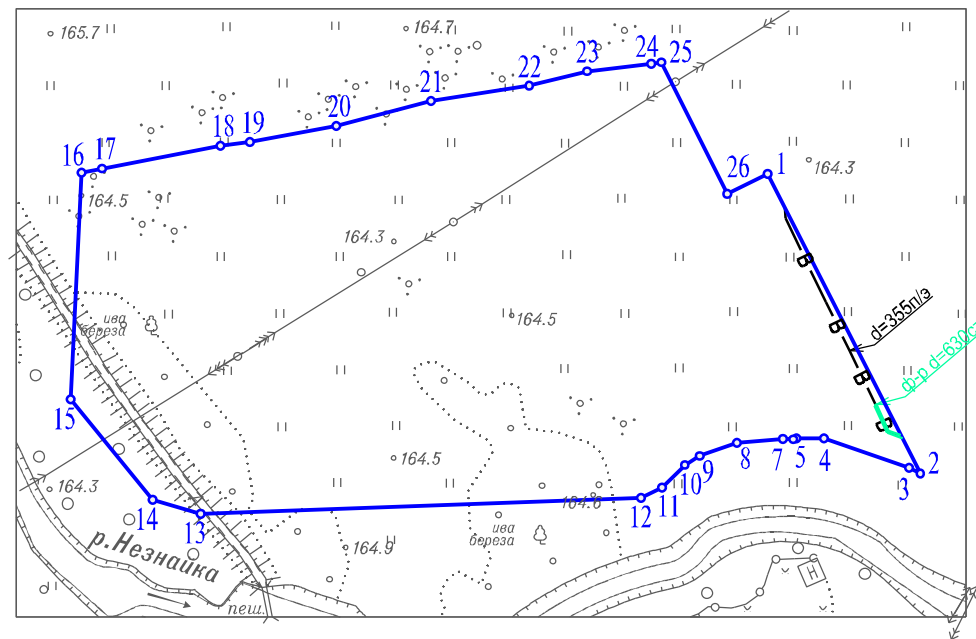 165.7
164.7
24
25
23
22
21
20
18
19
16
17
26
1
164.3
164.5
164.3
В
d=355п/э
ива
береза
164.5
В
В
ф-р d=630ст
15
164.5
8
7
5
4
2
3
9
10
11
12
164.3
14
13
164.6
ива
береза
р.Незнайка
164.9
Н
пеш.